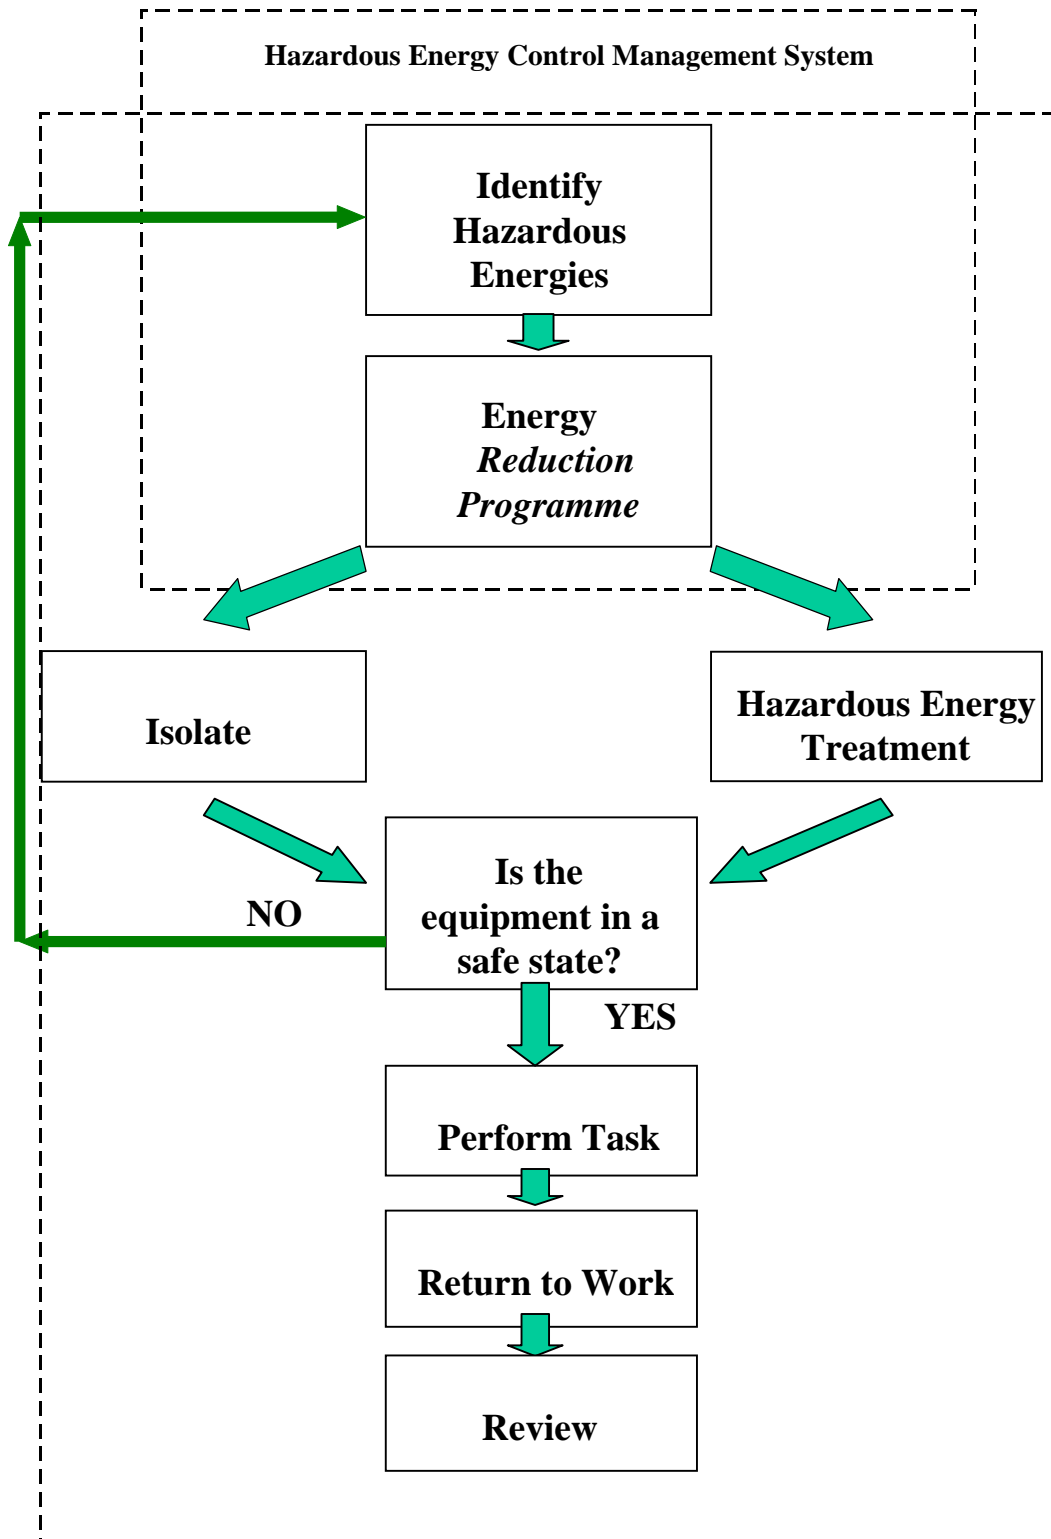 Hazardous Energy Control Management System
Identify
Hazardous
Energies
Energy
Reduction
Programme
Isolate
Hazardous Energy
Treatment
Is the
equipment in a
safe state?
NO
YES
Perform Task
Return to Work
Review